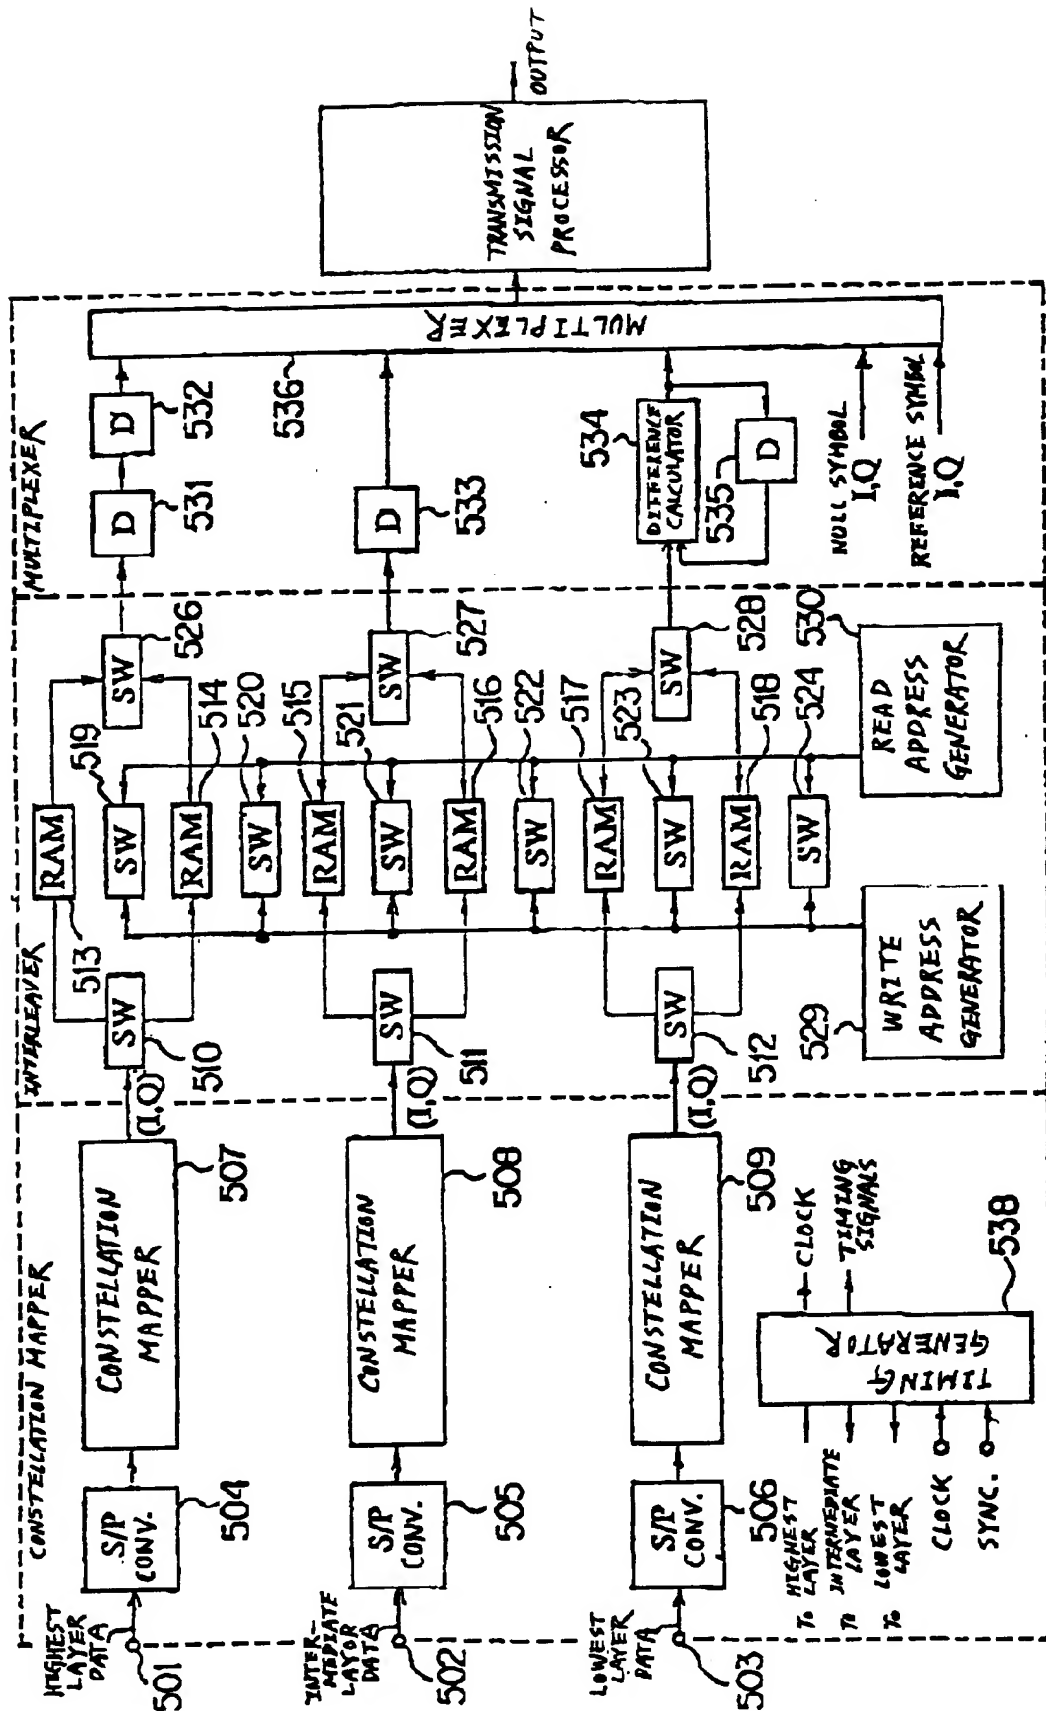 CONSTELLATION MAPPER
INTERLEAVER
MULTIPLEXER
HIGHEST
LAYER
DATA
501
S/P
CONV.
504
CONSTELLATION
MAPPER
507
(I,Q)
SW
510
RAM
513
SW
519
RAM
514
SW
520
SW
526
D
531
D
532
INTER-
MEDIATE
LAYOR
DATA
502
S/P
CONV.
505
CONSTELLATION
MAPPER
508
(I,Q)
SW
511
RAM
515
SW
521
RAM
516
SW
522
SW
527
D
533
536
MULTIPLEXER
TRANSMISSION
SIGNAL
PROCESSOR
OUTPUT
LOWEST
LAYER
DATA
503
S/P
CONV.
506
CONSTELLATION
MAPPER
509
(I,Q)
SW
512
RAM
517
SW
523
RAM
518
SW
524
SW
528
DIFFERENCE
CALCULATOR
534
D
535
NULL SYMBOL
I,Q
REFERENCE SYMBOL
I,Q
To HIGHEST
LAYER
To INTERMEDIATE
LAYER
To LOWEST
LAYER
CLOCK
SYNC.
TIMING
GENERATOR
538
CLOCK
TIMING
SIGNALS
529
WRITE
ADDRESS
GENERATOR
READ
ADDRESS
GENERATOR
530